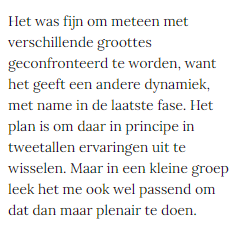 Het was fijn om meteen met
verschillende groottes
geconfronteerd te worden, want
het geeft een andere dynamiek,
met name in de laatste fase. Het
plan is om daar in principe in
tweetallen ervaringen uit te
wisselen. Maar in een kleine groep
leek het me ook wel passend om
dat dan maar plenair te doen.